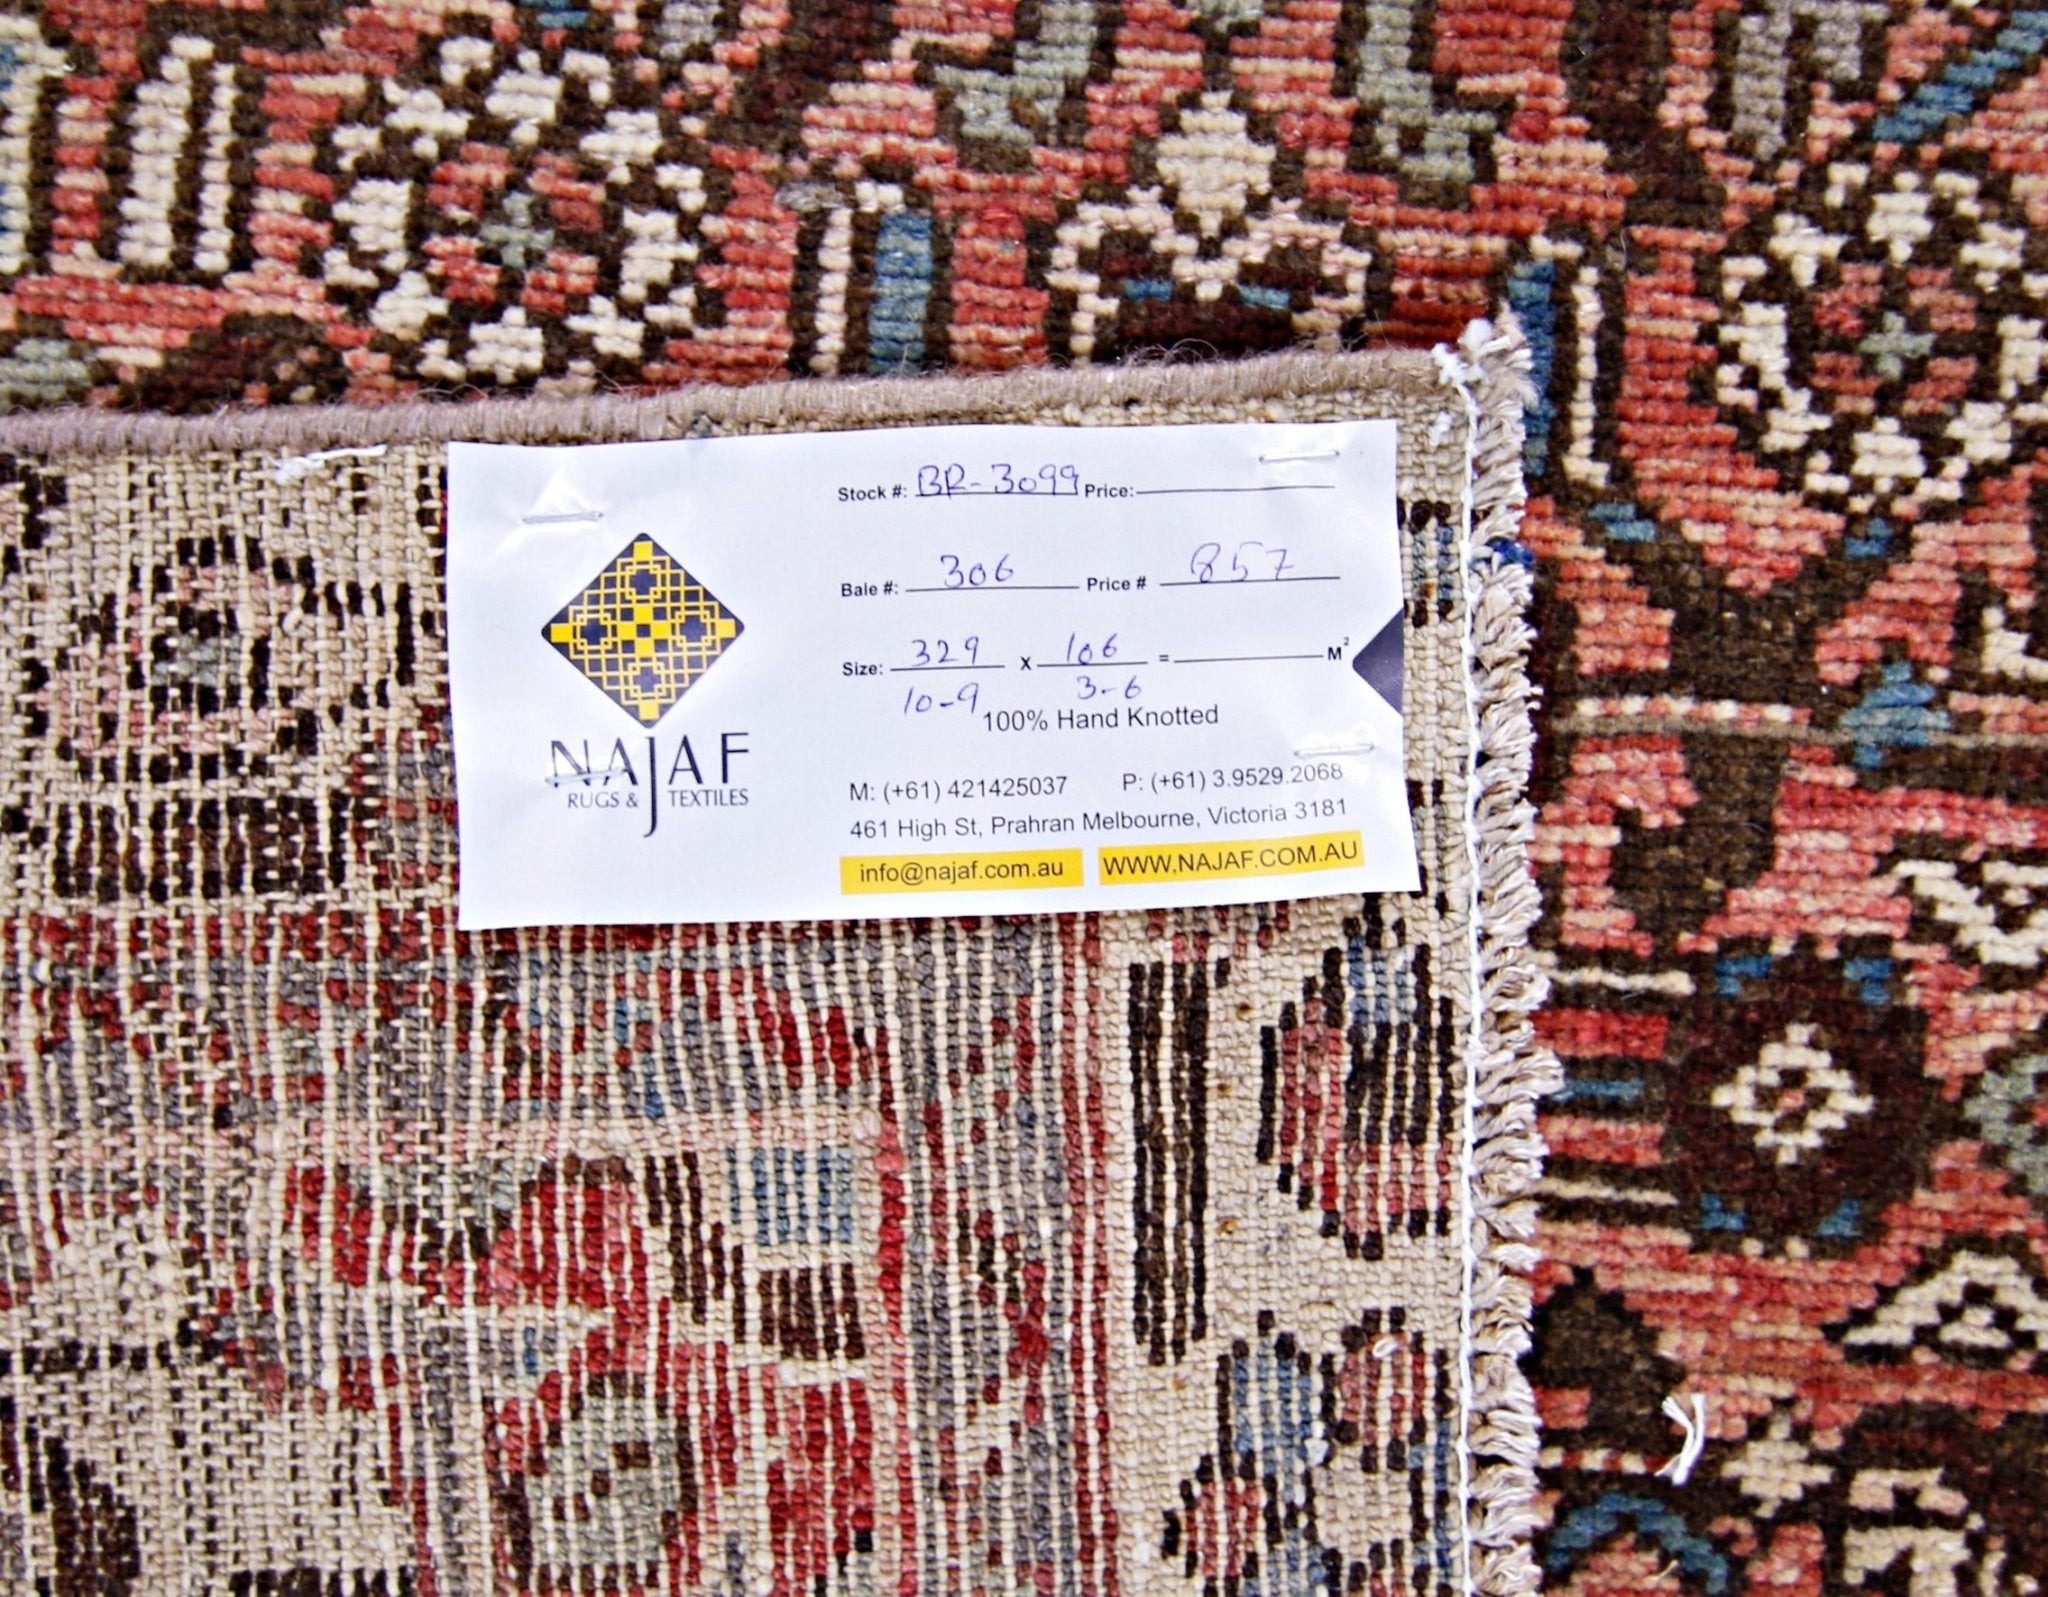 Stock #: BR-3099 Price:
Bale #: 306 Price # 857
Size: 329 x 106 = M²
10-9 3-6
100% Hand Knotted
NAJAF
RUGS & TEXTILES
M: (+61) 421425037 P: (+61) 3.9529.2068
461 High St, Prahran Melbourne, Victoria 3181
info@najaf.com.au WWW.NAJAF.COM.AU